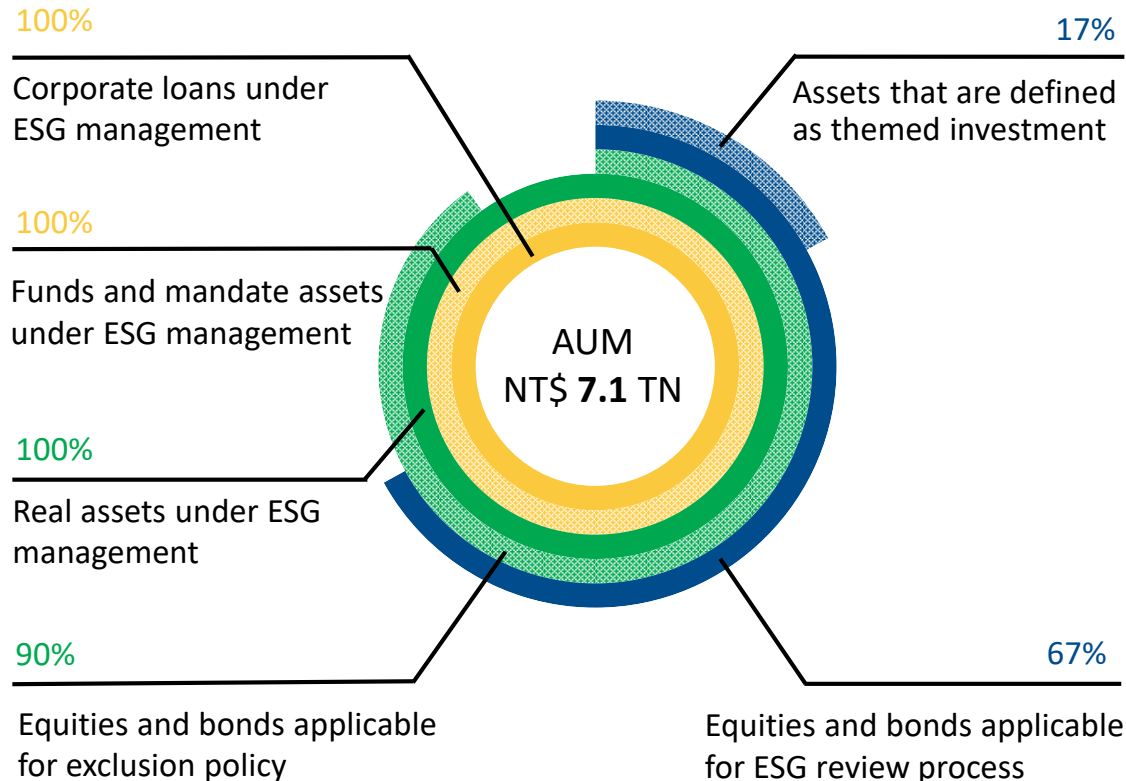 100%
Corporate loans under
ESG management
17%
Assets that are defined
as themed investment
100%
Funds and mandate assets
under ESG management
AUM
NT$ 7.1 TN
100%
Real assets under ESG
management
90%
Equities and bonds applicable
for exclusion policy
67%
Equities and bonds applicable
for ESG review process